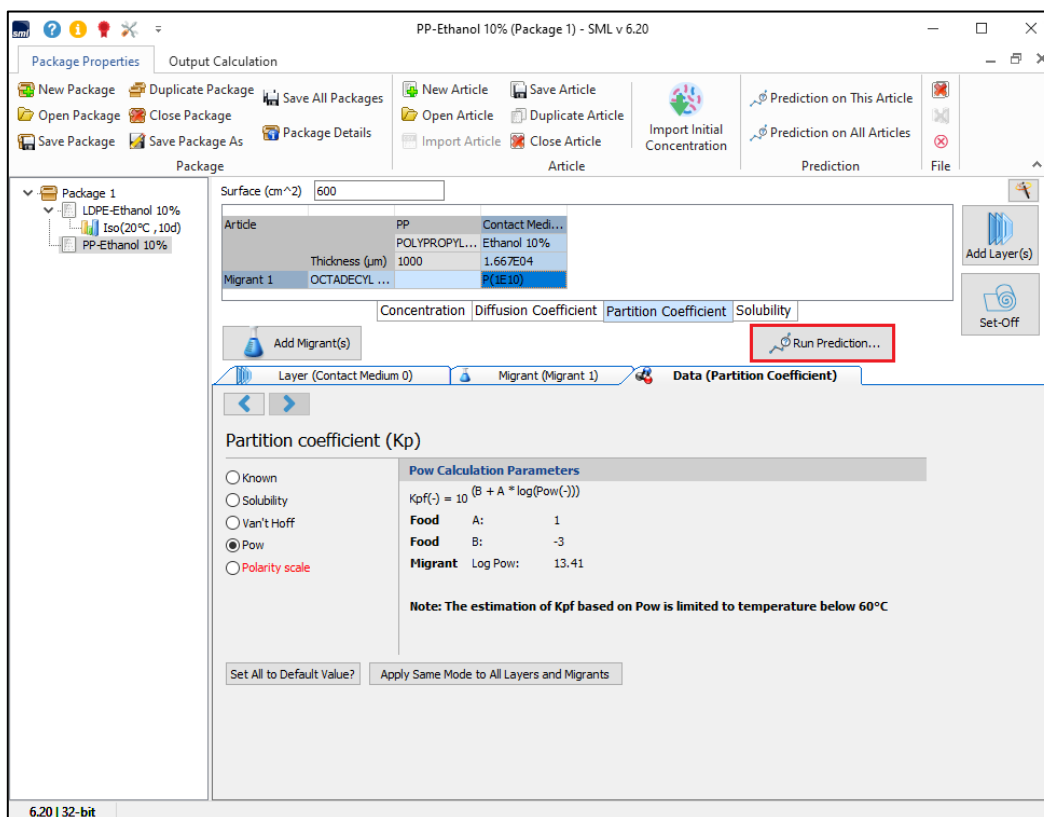 sml
PP-Ethanol 10% (Package 1) - SML v 6.20
Package Properties Output Calculation
New Package Duplicate Package Save All Packages New Article Save Article Import Initial Concentration Prediction on This Article
Open Package Close Package Package Details Open Article Duplicate Article Prediction on All Articles
Save Package Save Package As Import Article Close Article
Package Article Prediction File
Package 1
LDPE-Ethanol 10%
Iso(20°C ,10d)
PP-Ethanol 10%
Surface (cm^2) 600
Article PP Contact Medi...
POLYPROPYL... Ethanol 10%
Thickness (µm) 1000 1.667E04
Migrant 1 OCTADECYL ... P(1E10)
Add Layer(s)
Set-Off
Concentration Diffusion Coefficient Partition Coefficient Solubility
Add Migrant(s) Run Prediction...
Layer (Contact Medium 0) Migrant (Migrant 1) Data (Partition Coefficient)
Partition coefficient (Kp)
Known
Solubility
Van't Hoff
Pow
Polarity scale
Pow Calculation Parameters
Kpf(-) = 10 (B + A * log(Pow(-)))
Food A: 1
Food B: -3
Migrant Log Pow: 13.41
Note: The estimation of Kpf based on Pow is limited to temperature below 60°C
Set All to Default Value? Apply Same Mode to All Layers and Migrants
6.20 | 32-bit